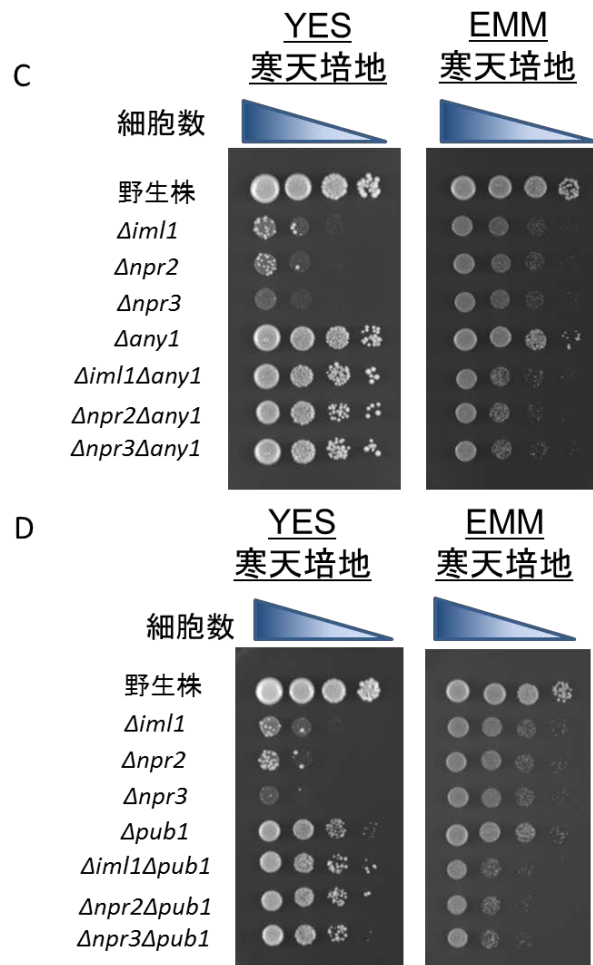 C
YES
寒天培地
EMM
寒天培地
細胞数
野生株
Δiml1
Δnpr2
Δnpr3
Δany1
Δiml1Δany1
Δnpr2Δany1
Δnpr3Δany1
D
YES
寒天培地
EMM
寒天培地
細胞数
野生株
Δiml1
Δnpr2
Δnpr3
Δpub1
Δiml1Δpub1
Δnpr2Δpub1
Δnpr3Δpub1